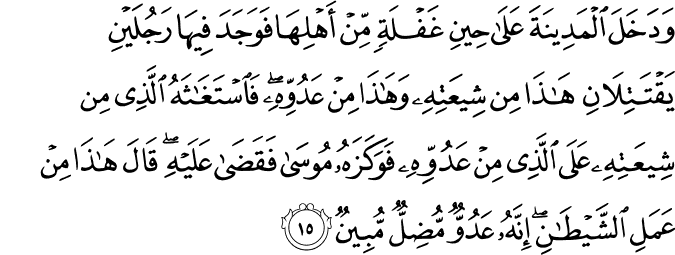 وَدَخَلَ ٱلْمَدِينَةَ عَلَىٰ حِينِ غَفْلَةٍ مِّنْ أَهْلِهَا فَوَجَدَ فِيهَا رَجُلَيْنِ
يَقْتَتِلَانِ هَـٰذَا مِن شِيعَتِهِۦ وَهَـٰذَا مِنْ عَدُوِّهِۦ ۖ فَٱسْتَغَـٰثَهُ ٱلَّذِى مِن
شِيعَتِهِۦ عَلَى ٱلَّذِى مِنْ عَدُوِّهِۦ فَوَكَزَهُۥ مُوسَىٰ فَقَضَىٰ عَلَيْهِ ۖ قَالَ هَـٰذَا مِنْ
عَمَلِ ٱلشَّيْطَـٰنِ ۖ إِنَّهُۥ عَدُوٌّ مُّضِلٌّ مُّبِينٌ ١٥